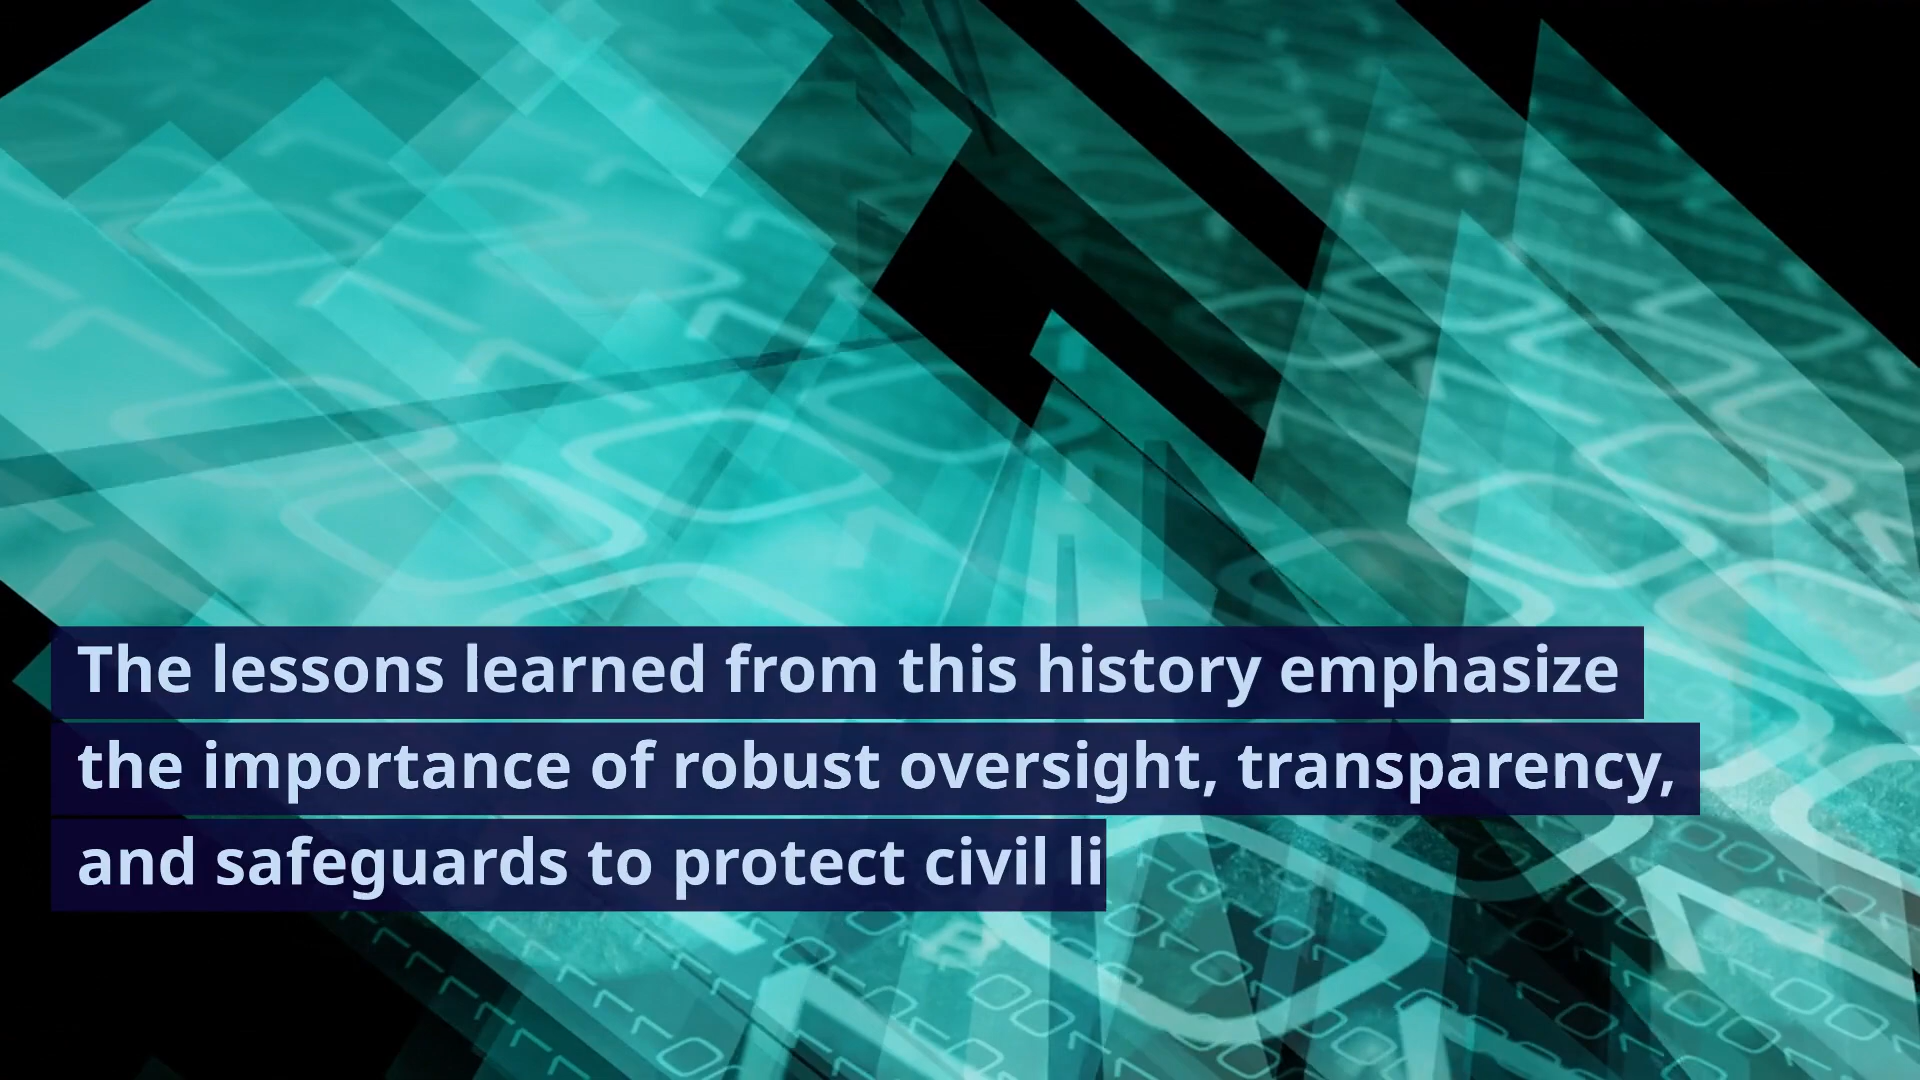 The lessons learned from this history emphasize
the importance of robust oversight, transparency,
and safeguards to protect civil li